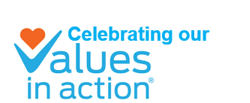 Celebrating our
Values
in action®